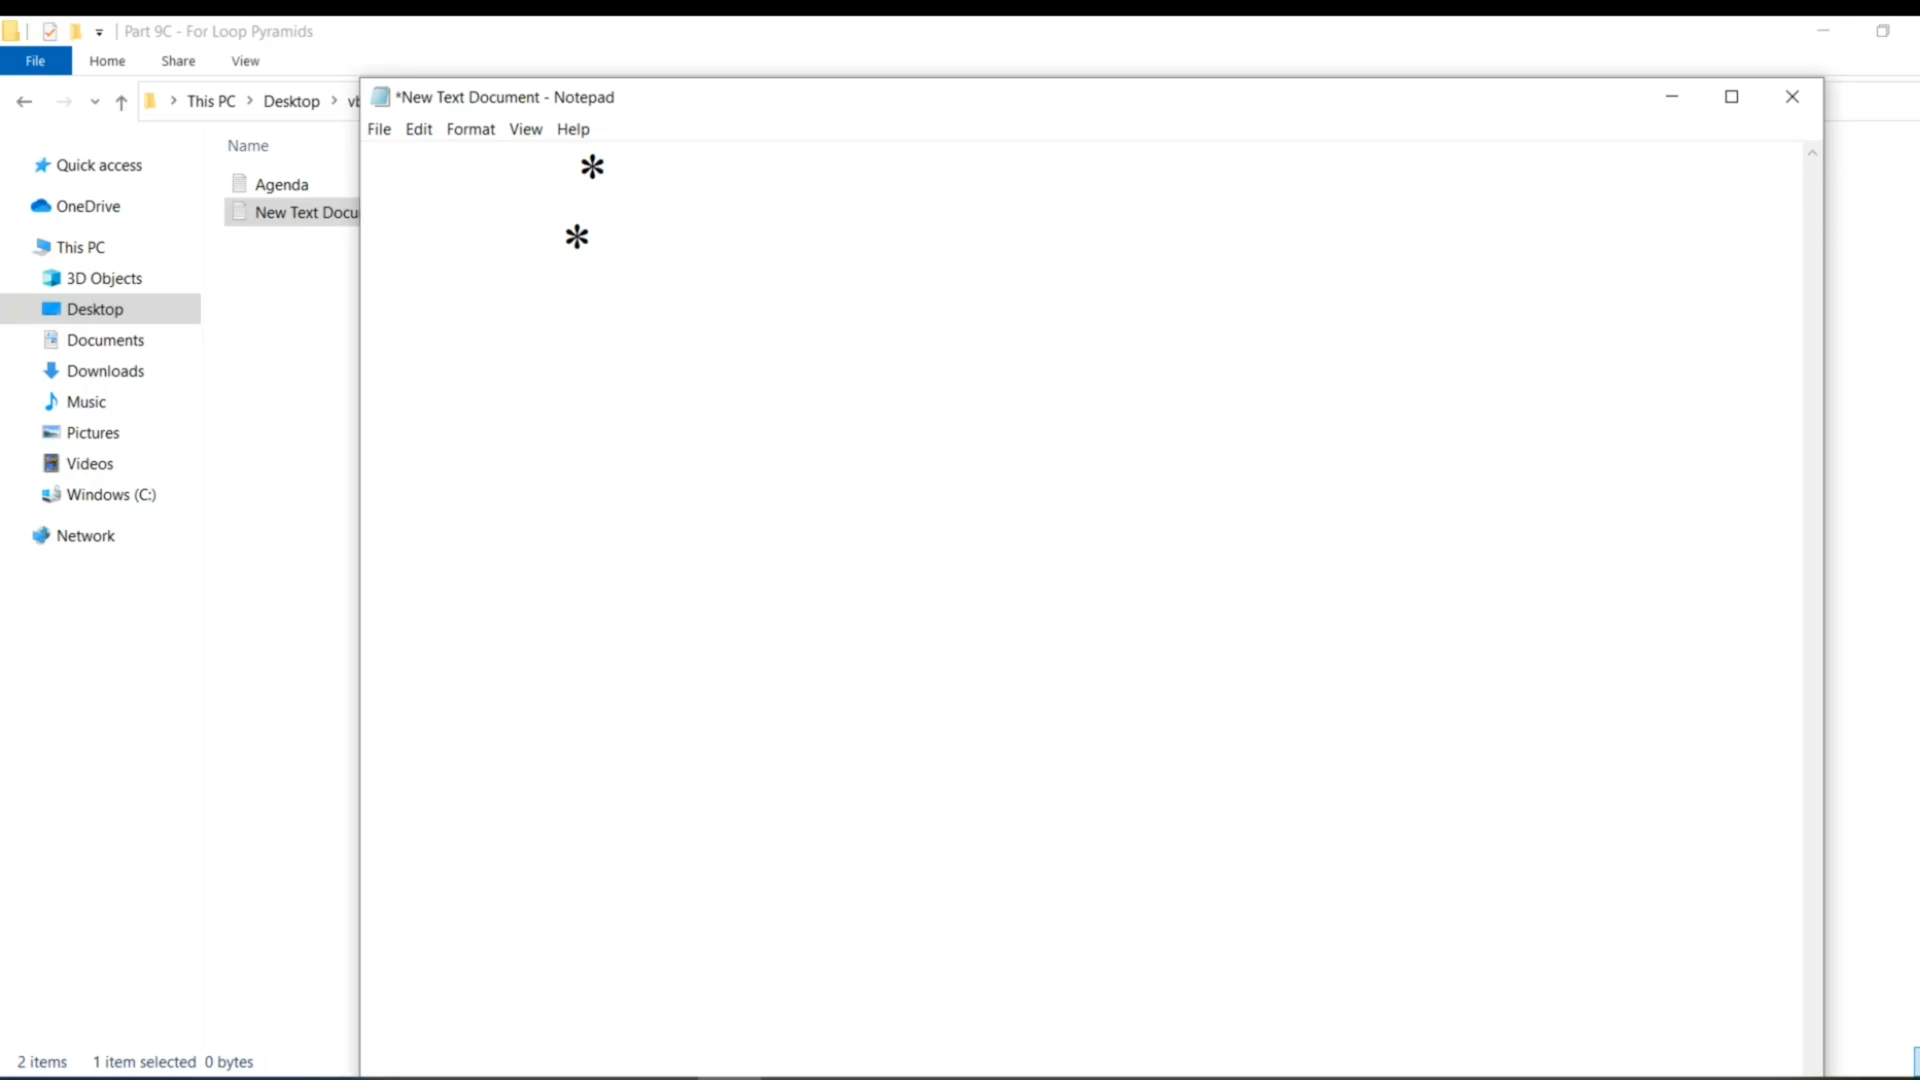 Part 9C - For Loop Pyramids
File Home Share View
This PC Desktop vb
*New Text Document - Notepad
File Edit Format View Help
Name
Agenda
New Text Docu
Quick access
OneDrive
This PC
3D Objects
Desktop
Documents
Downloads
Music
Pictures
Videos
Windows (C:)
Network
*
*
2 items 1 item selected 0 bytes